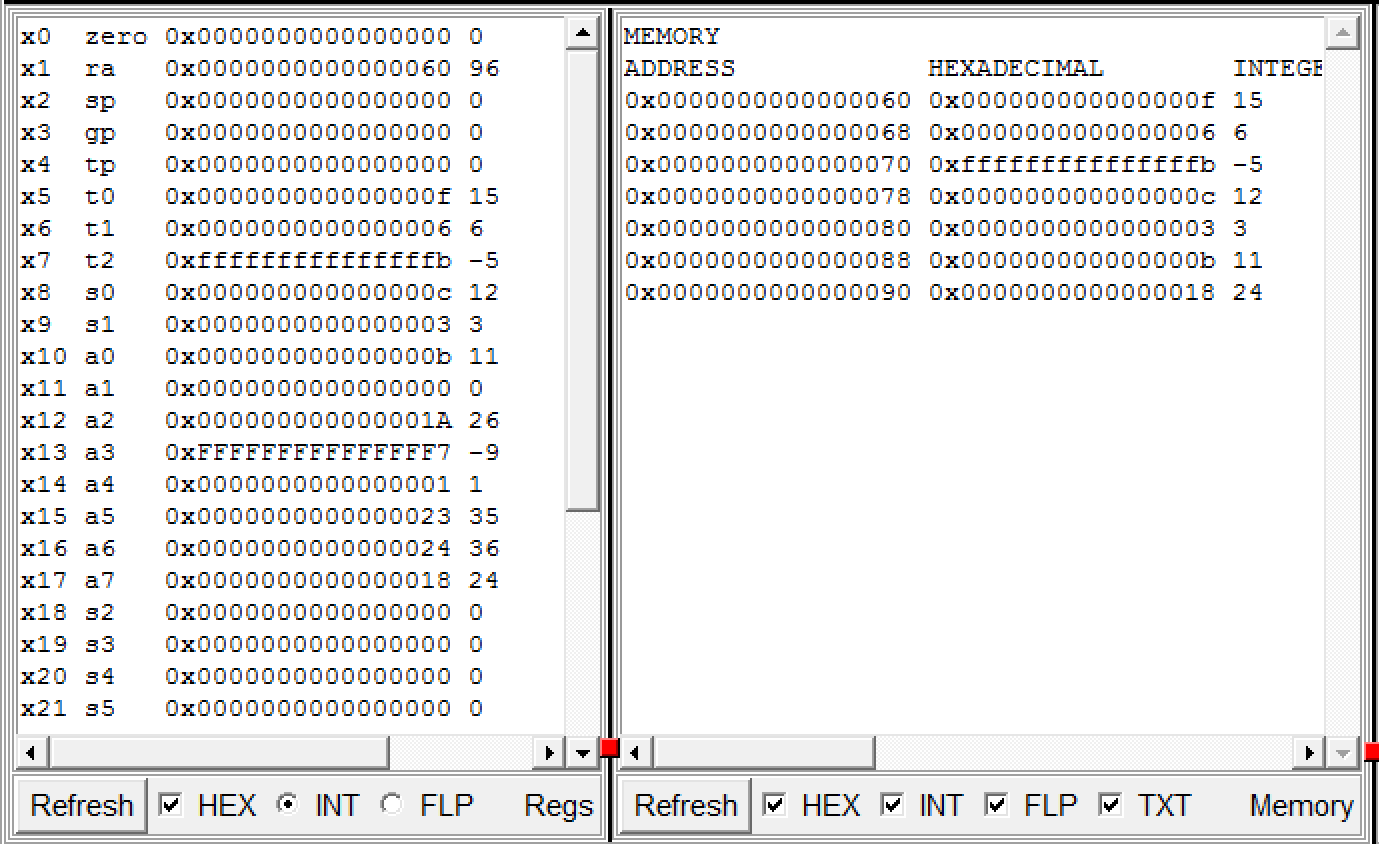 x0 zero 0x0000000000000000 0
x1 ra 0x0000000000000060 96
x2 sp 0x0000000000000000 0
x3 gp 0x0000000000000000 0
x4 tp 0x0000000000000000 0
x5 t0 0x000000000000000f 15
x6 t1 0x0000000000000006 6
x7 t2 0xfffffffffffffffb -5
x8 s0 0x000000000000000c 12
x9 s1 0x0000000000000003 3
x10 a0 0x000000000000000b 11
x11 a1 0x0000000000000000 0
x12 a2 0x000000000000001A 26
x13 a3 0xFFFFFFFFFFFFFFF7 -9
x14 a4 0x0000000000000001 1
x15 a5 0x0000000000000023 35
x16 a6 0x0000000000000024 36
x17 a7 0x0000000000000018 24
x18 s2 0x0000000000000000 0
x19 s3 0x0000000000000000 0
x20 s4 0x0000000000000000 0
x21 s5 0x0000000000000000 0
Refresh HEX INT FLP Regs
MEMORY
ADDRESS HEXADECIMAL INTEGE
0x0000000000000060 0x000000000000000f 15
0x0000000000000068 0x0000000000000006 6
0x0000000000000070 0xfffffffffffffffb -5
0x0000000000000078 0x000000000000000c 12
0x0000000000000080 0x0000000000000003 3
0x0000000000000088 0x000000000000000b 11
0x0000000000000090 0x0000000000000018 24
Refresh HEX INT FLP TXT Memory